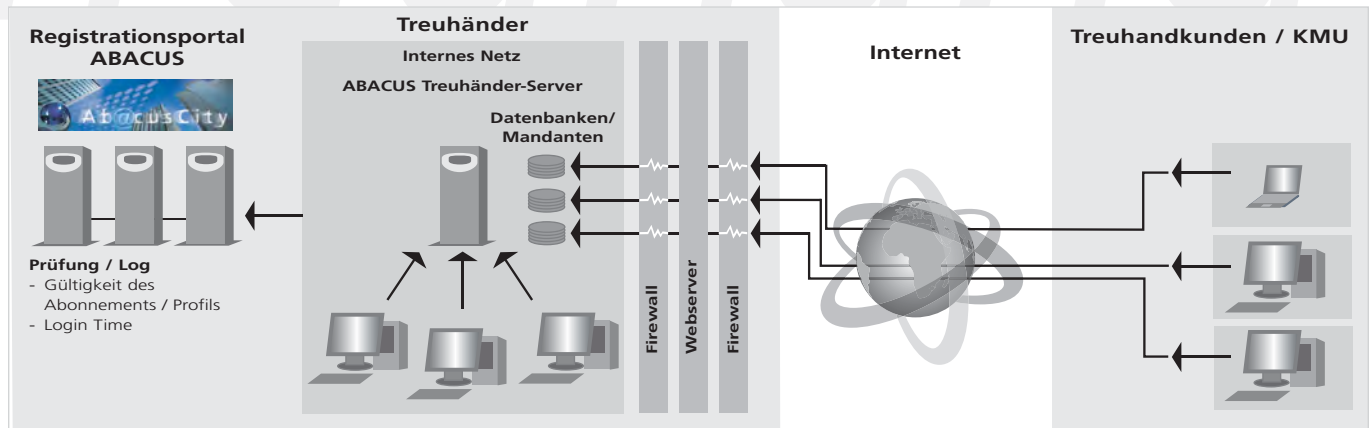 Registrationsportal
ABACUS
Ab@cusCity
Prüfung / Log
- Gültigkeit des
Abonnements / Profils
- Login Time
Treuhänder
Internes Netz
ABACUS Treuhänder-Server
Datenbanken/
Mandanten
Firewall
Webserver
Firewall
Internet
Treuhandkunden / KMU